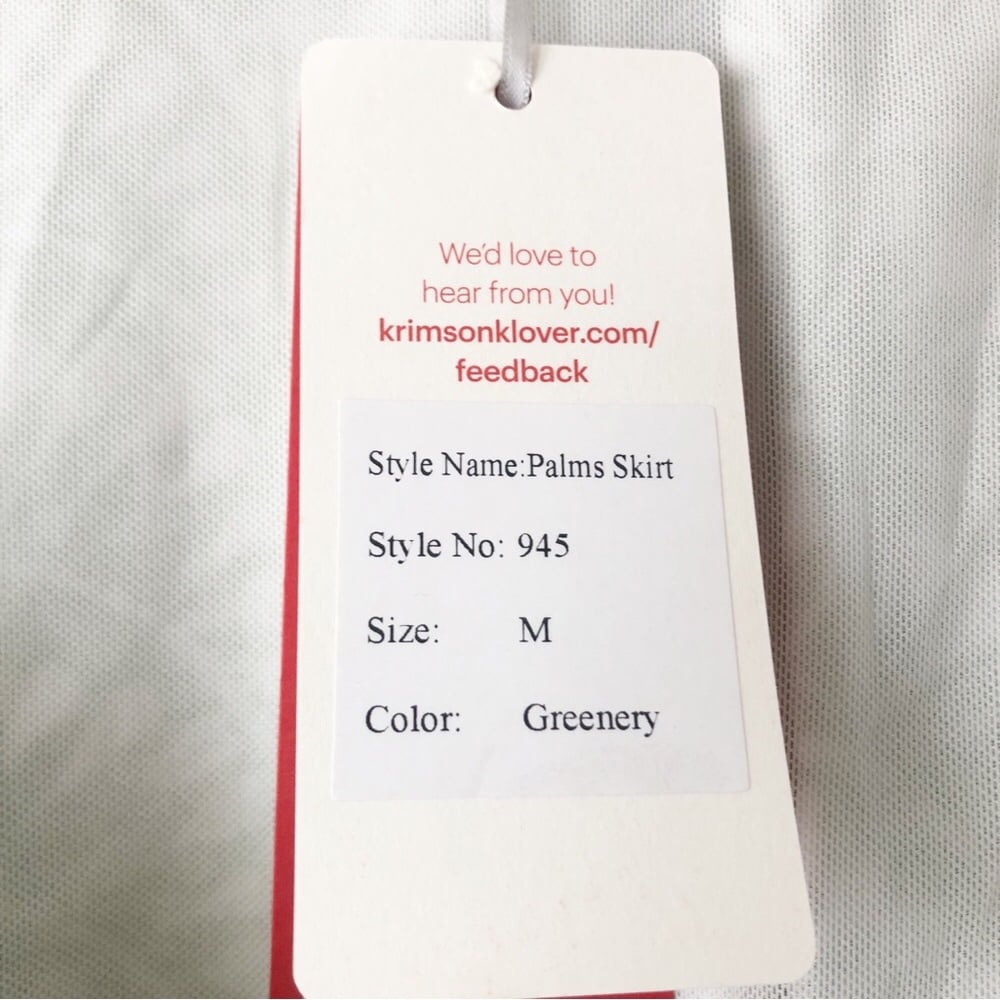 We'd love to
hear from you!
krimsonklover.com/
feedback
Style Name:Palms Skirt
Style No: 945
Size: M
Color: Greenery